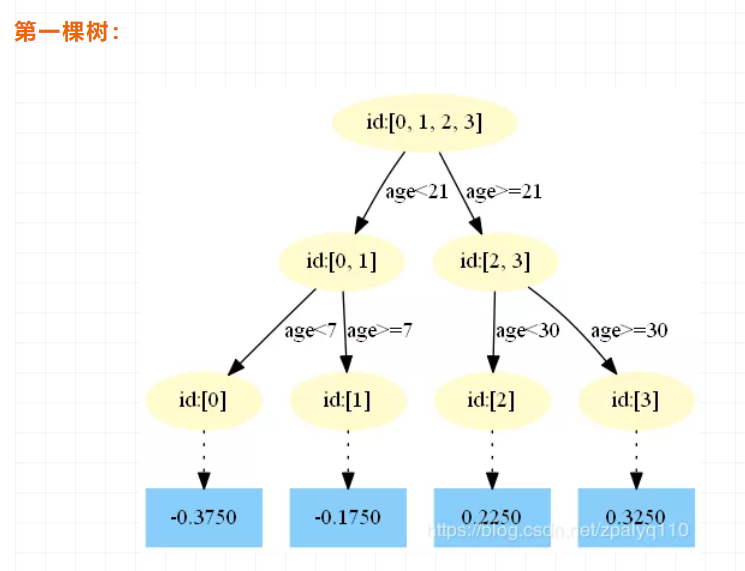 第一棵树：
id:[0, 1, 2, 3]
age<21 age>=21
id:[0, 1] id:[2, 3]
age<7 age>=7 age<30 age>=30
id:[0] id:[1] id:[2] id:[3]
-0.3750 -0.1750 0.2250 0.3250
https://blog.csdn.net/zpalyq110